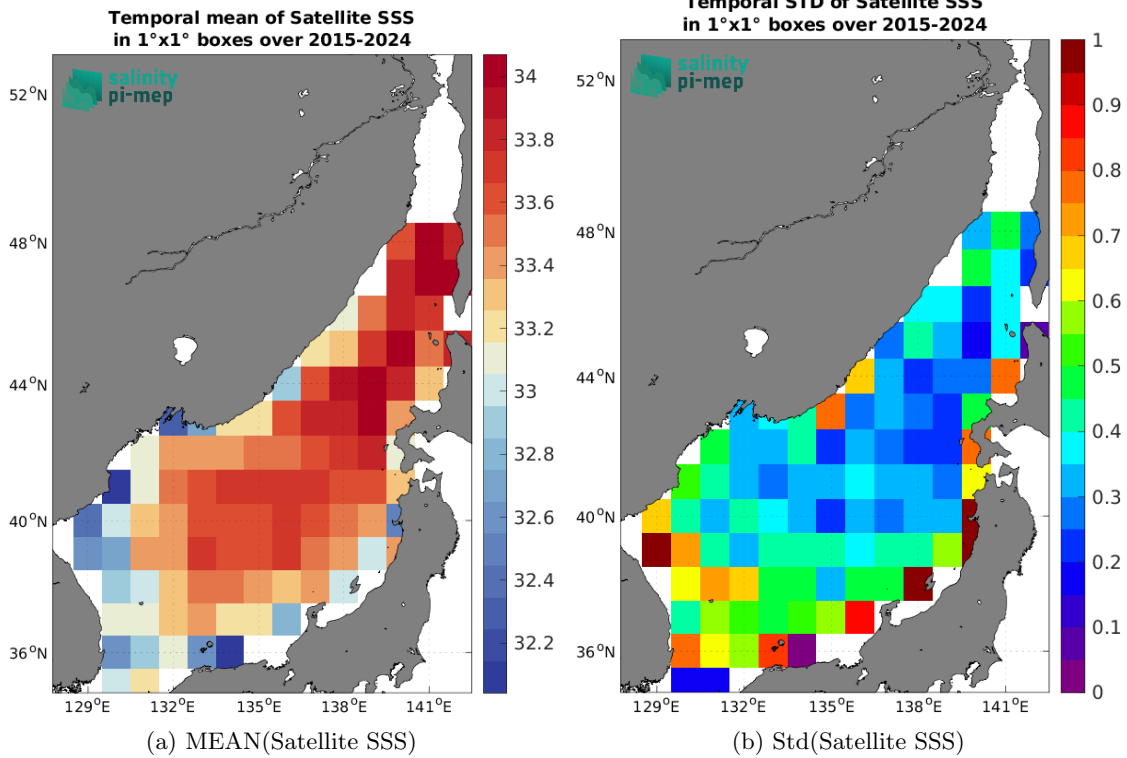 Temporal mean of Satellite SSS
in 1°x1° boxes over 2015-2024
salinity
pi-mep
52°N
48°N
44°N
40°N
36°N
129°E
132°E
135°E
138°E
141°E
34
33.8
33.6
33.4
33.2
33
32.8
32.6
32.4
32.2
(a) MEAN(Satellite SSS)
Temporal STD of Satellite SSS
in 1°x1° boxes over 2015-2024
salinity
pi-mep
52°N
48°N
44°N
40°N
36°N
129°E
132°E
135°E
138°E
141°E
1
0.9
0.8
0.7
0.6
0.5
0.4
0.3
0.2
0.1
0
(b) Std(Satellite SSS)